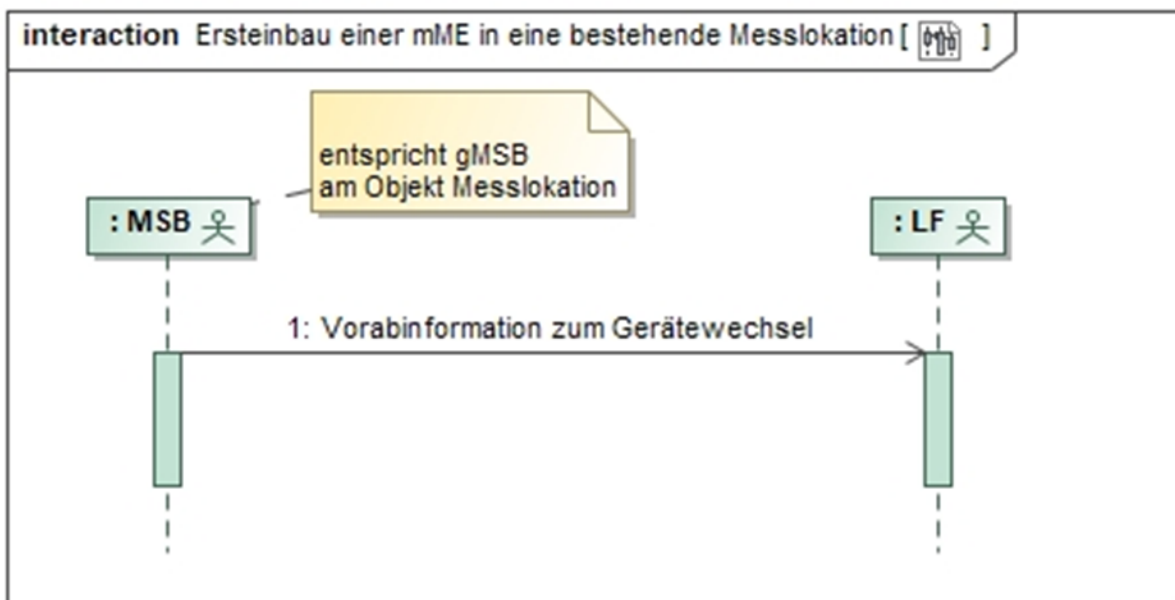 interaction Ersteinbau einer mME in eine bestehende Messlokation [ ]
entspricht gMSB
am Objekt Messlokation
: MSB
: LF
1: Vorabinformation zum Gerätewechsel